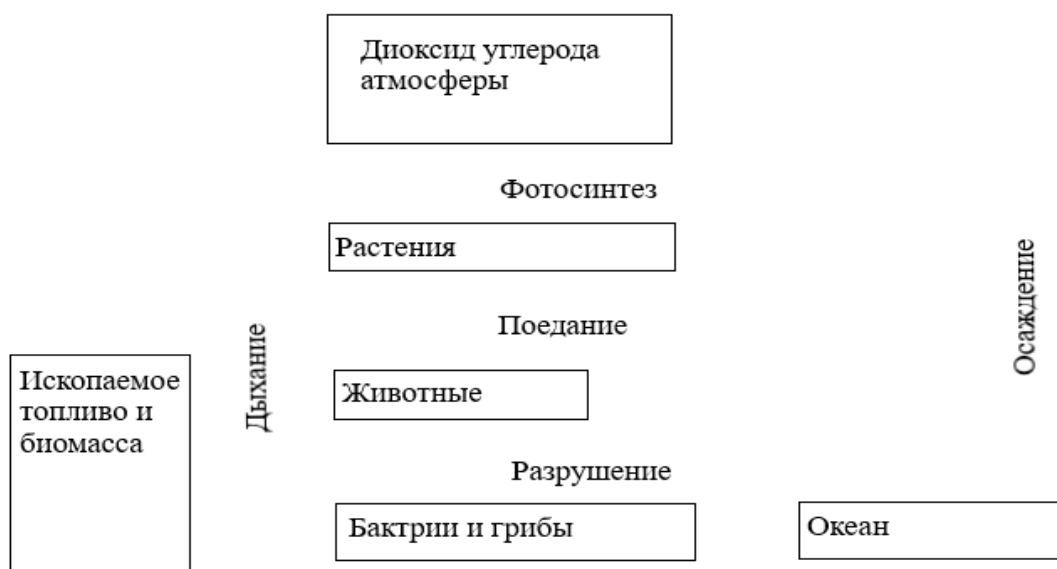 Диоксид углерода
атмосферы
Фотосинтез
Растения
Осаждение
Поедание
Дыхание
Ископаемое
топливо и
биомасса
Животные
Разрушение
Бактрии и грибы
Океан